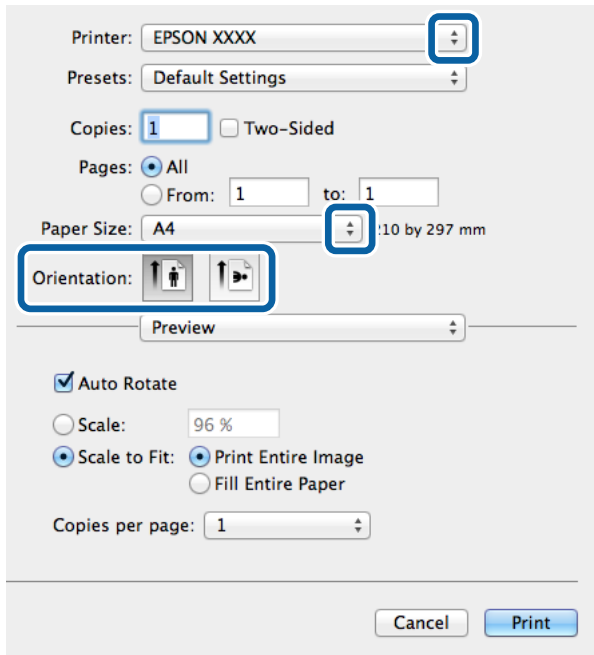 Printer: EPSON XXXX
Presets: Default Settings
Copies: 1 Two-Sided
Pages: All
From: 1 to: 1
Paper Size: A4 210 by 297 mm
Orientation:
Preview
Auto Rotate
Scale: 96 %
Scale to Fit: Print Entire Image
Fill Entire Paper
Copies per page: 1
Cancel Print